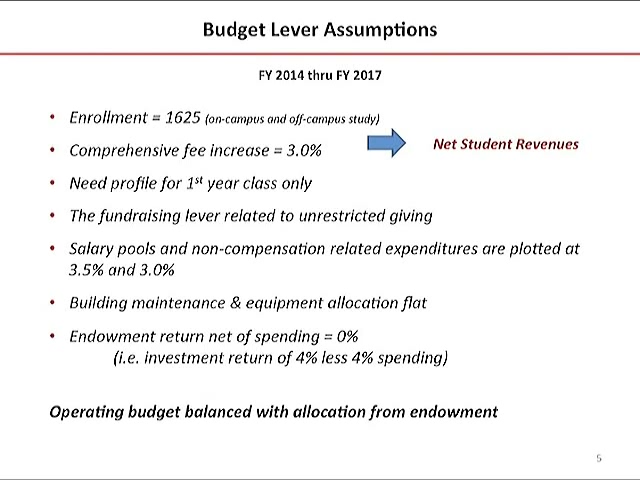 Budget Lever Assumptions
FY 2014 thru FY 2017
• Enrollment = 1625 (on-campus and off-campus study)
• Comprehensive fee increase = 3.0%
Net Student Revenues
• Need profile for 1st year class only
• The fundraising lever related to unrestricted giving
• Salary pools and non-compensation related expenditures are plotted at
3.5% and 3.0%
• Building maintenance & equipment allocation flat
• Endowment return net of spending = 0%
(i.e. investment return of 4% less 4% spending)
Operating budget balanced with allocation from endowment
5